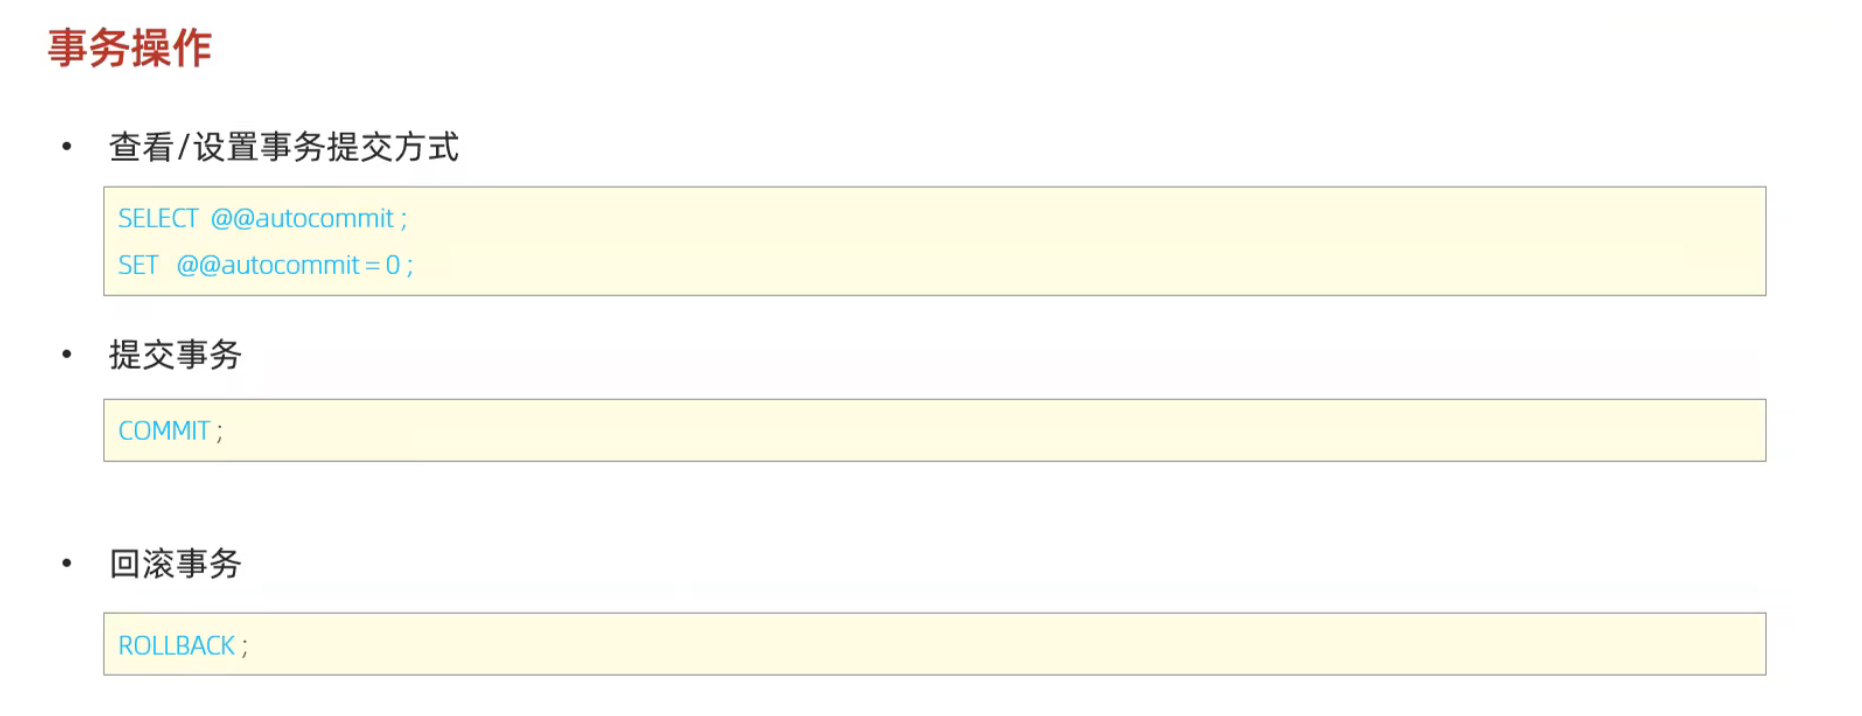 事务操作
• 查看/设置事务提交方式
SELECT @@autocommit ;
SET @@autocommit = 0 ;
• 提交事务
COMMIT ;
• 回滚事务
ROLLBACK ;